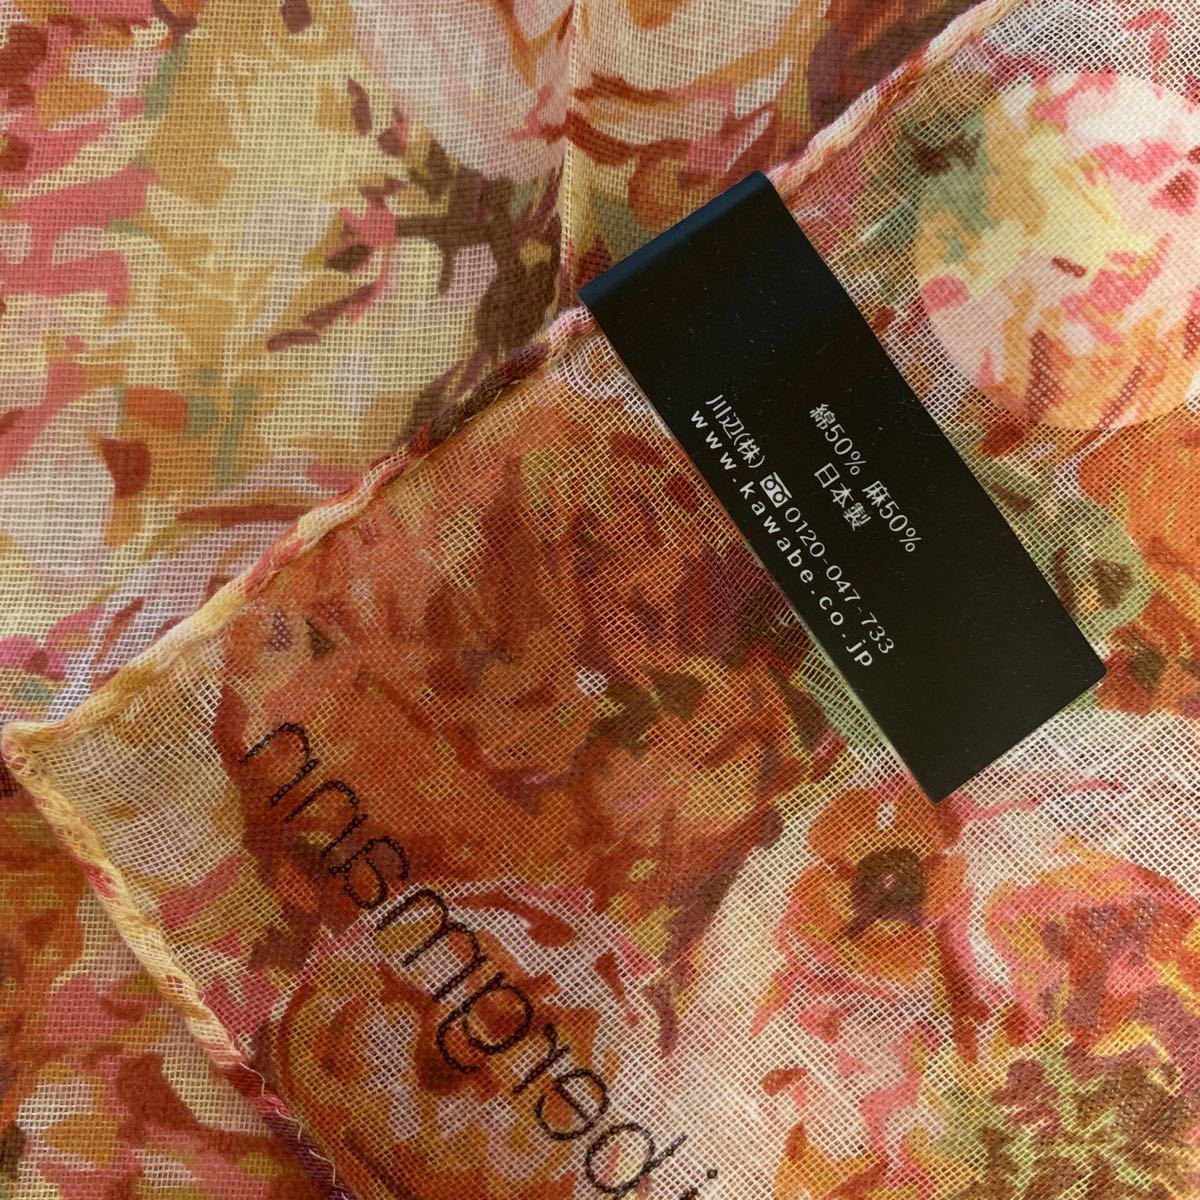 綿50% 麻50%
日本製
川辺(株) 0120-047-733
www.kawabe.co.jp